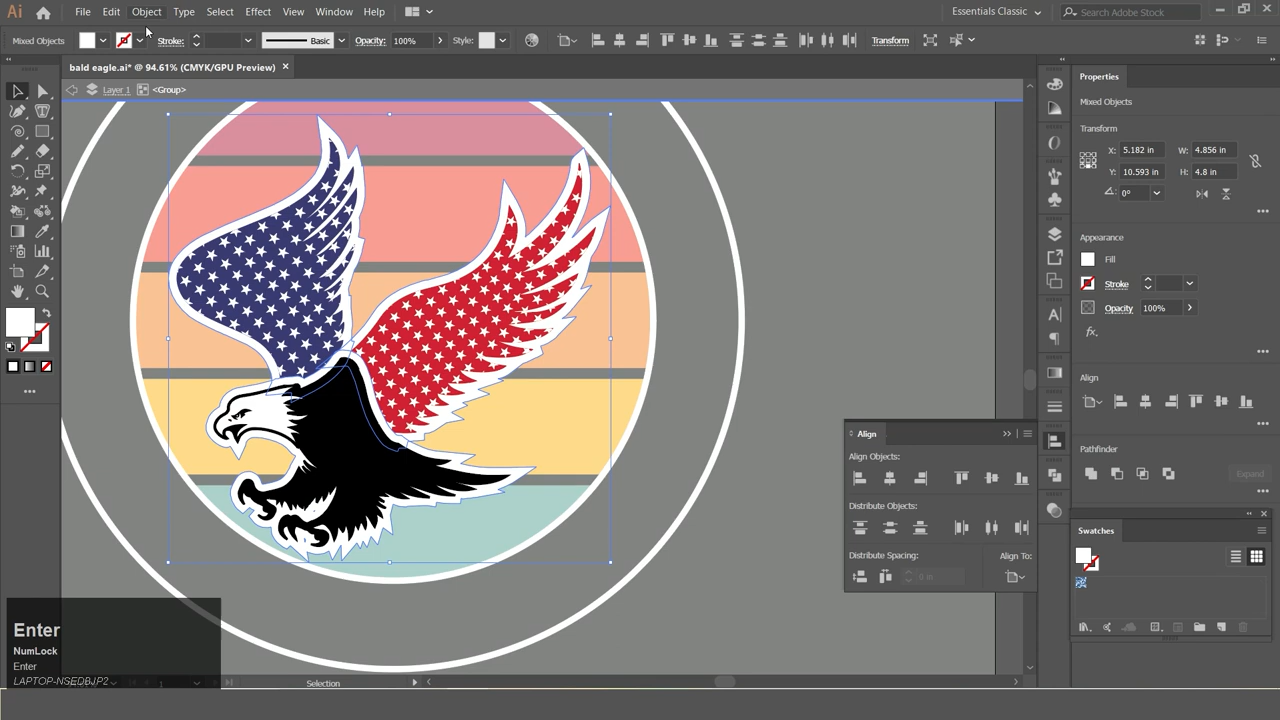 Ai
File Edit Object Type Select Effect View Window Help
Essentials Classic
Search Adobe Stock
Mixed Objects
Stroke:
Basic
Opacity: 100%
Style:
Transform
bald eagle.ai* @ 94.61% (CMYK/GPU Preview)
Layer 1 <Group>
Properties
Mixed Objects
Transform
X: 5.182 in W: 4.856 in
Y: 10.593 in H: 4.8 in
0°
Appearance
Fill
Stroke
Opacity 100%
fx.
Align
Pathfinder
Expand
Align
Align Objects:
Distribute Objects:
Distribute Spacing: Align To:
0 in
Swatches
Enter
NumLock
Enter
LAPTOP-NSEDBJP2
1
Selection